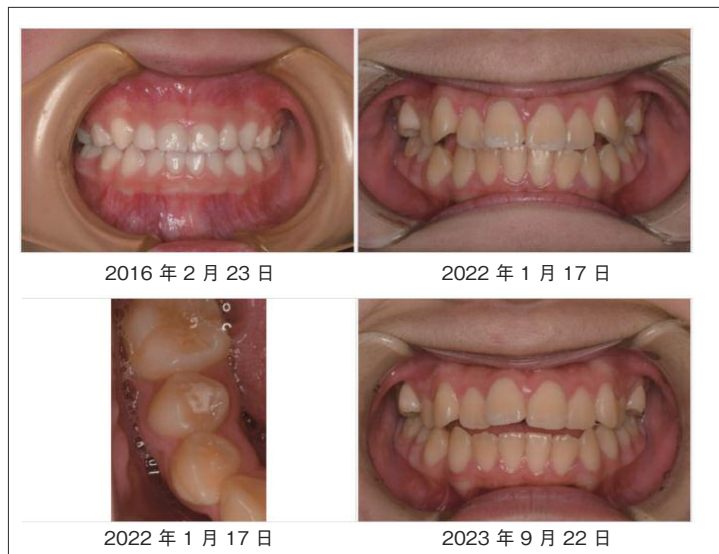 2016 年 2 月 23 日
2022 年 1 月 17 日
2022 年 1 月 17 日
2023 年 9 月 22 日